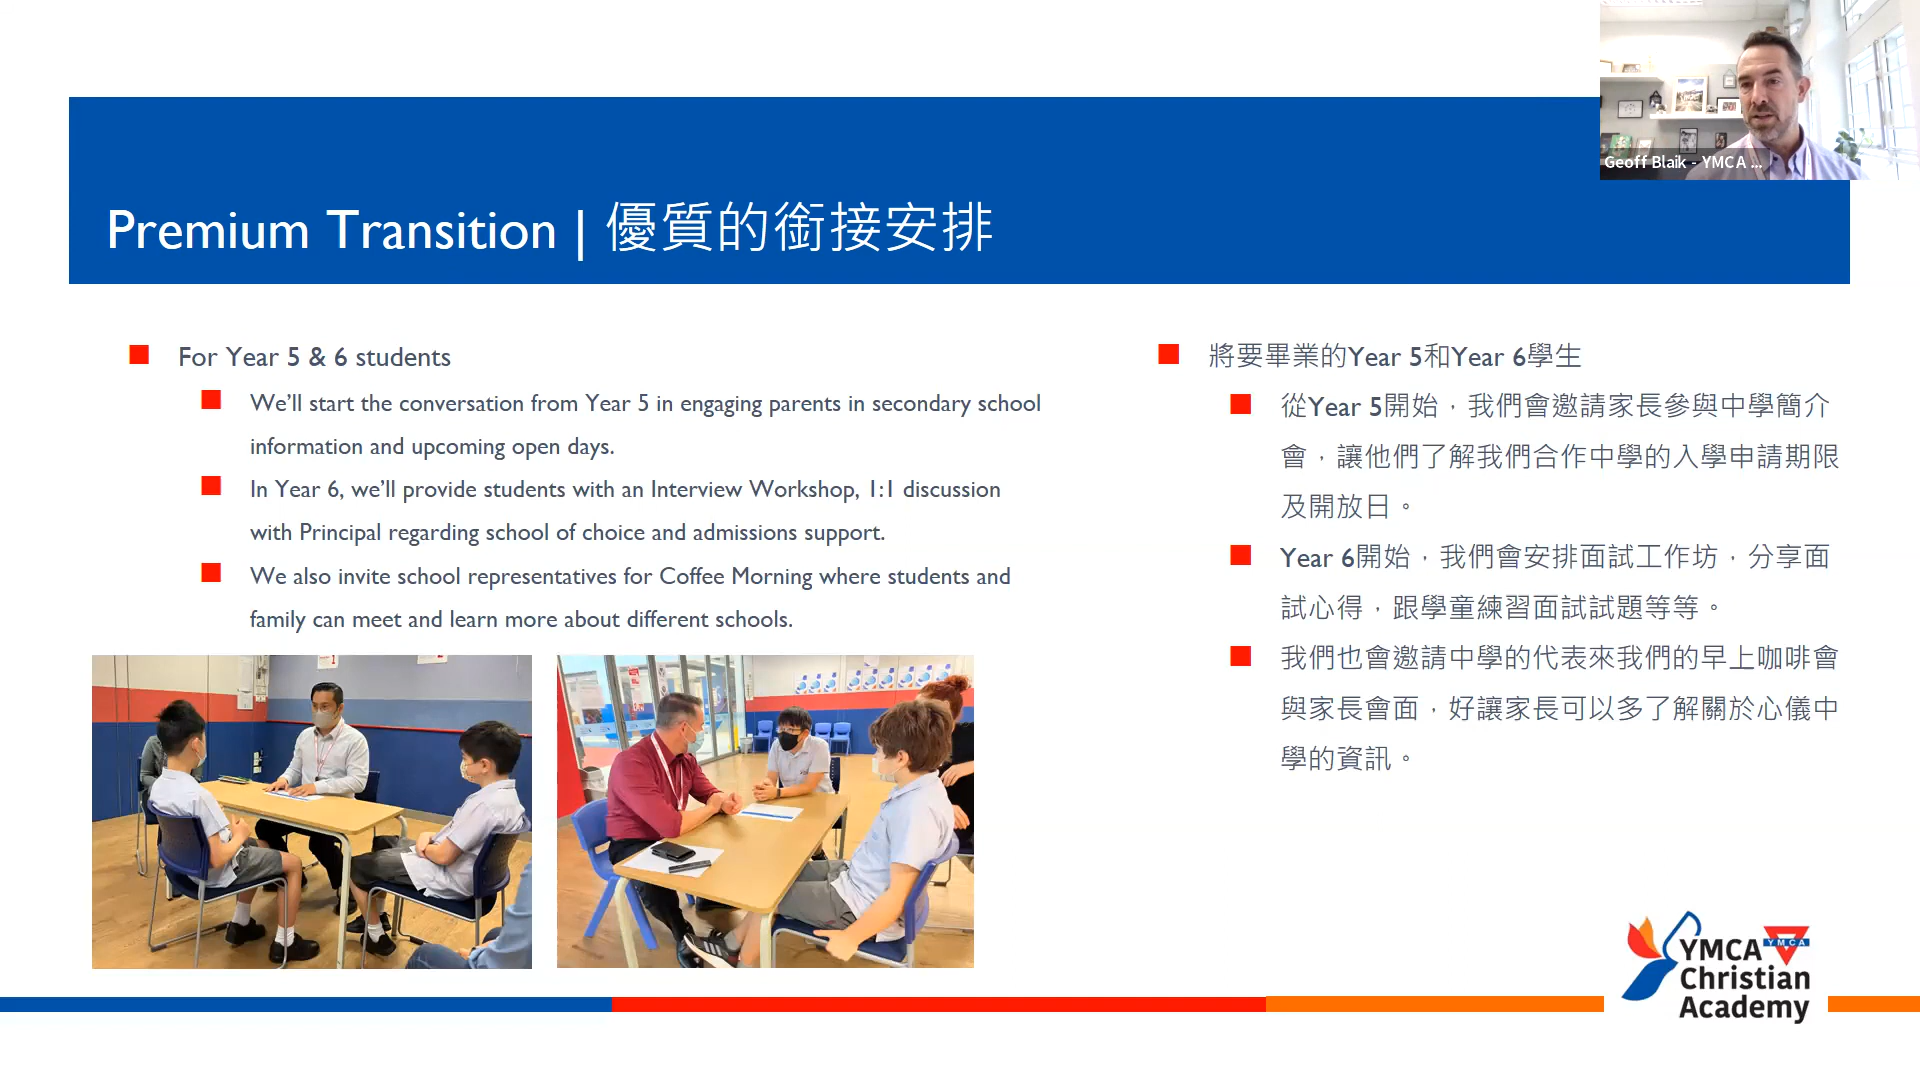 Geoff Blaik - YMCA ...
Premium Transition | 優質的銜接安排
For Year 5 & 6 students
We'll start the conversation from Year 5 in engaging parents in secondary school
information and upcoming open days.
In Year 6, we'll provide students with an Interview Workshop, 1:1 discussion
with Principal regarding school of choice and admissions support.
We also invite school representatives for Coffee Morning where students and
family can meet and learn more about different schools.
將要畢業的Year 5和Year 6學生
從Year 5開始，我們會邀請家長參與中學簡介
會，讓他們了解我們合作中學的入學申請期限
及開放日。
Year 6開始，我們會安排面試工作坊，分享面
試心得，跟學童練習面試試題等等。
我們也會邀請中學的代表來我們的早上咖啡會
與家長會面，好讓家長可以多了解關於心儀中
學的資訊。
YMCA
YMCA
Christian
Academy